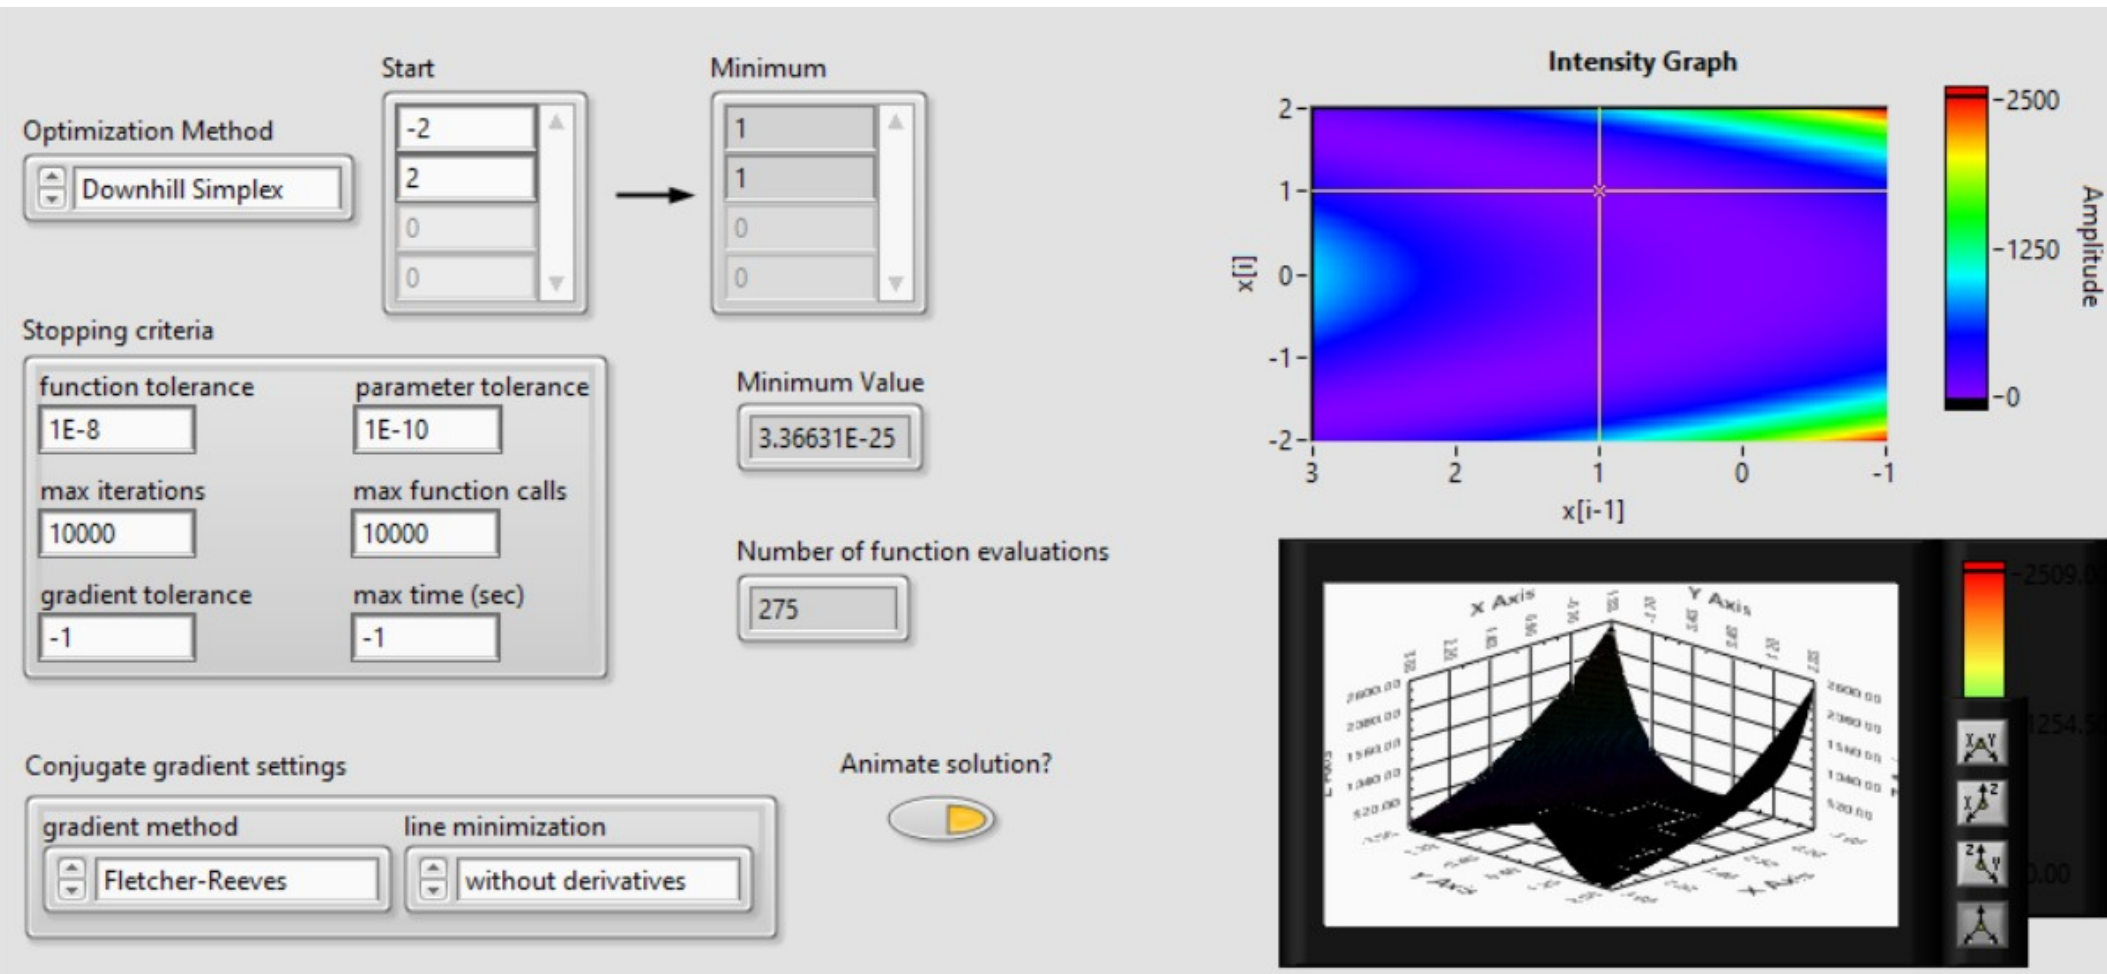 Optimization Method
Downhill Simplex
Start
-2
2
0
0
Minimum
1
1
0
0
Stopping criteria
function tolerance
1E-8
parameter tolerance
1E-10
max iterations
10000
max function calls
10000
gradient tolerance
-1
max time (sec)
-1
Minimum Value
3.36631E-25
Number of function evaluations
275
Conjugate gradient settings
gradient method
Fletcher-Reeves
line minimization
without derivatives
Animate solution?
Intensity Graph
2
1
0
-1
-2
x[i]
3
2
1
0
-1
x[i-1]
2500
1250
0
Amplitude
X Axis
Y Axis
Y Axis
X Axis